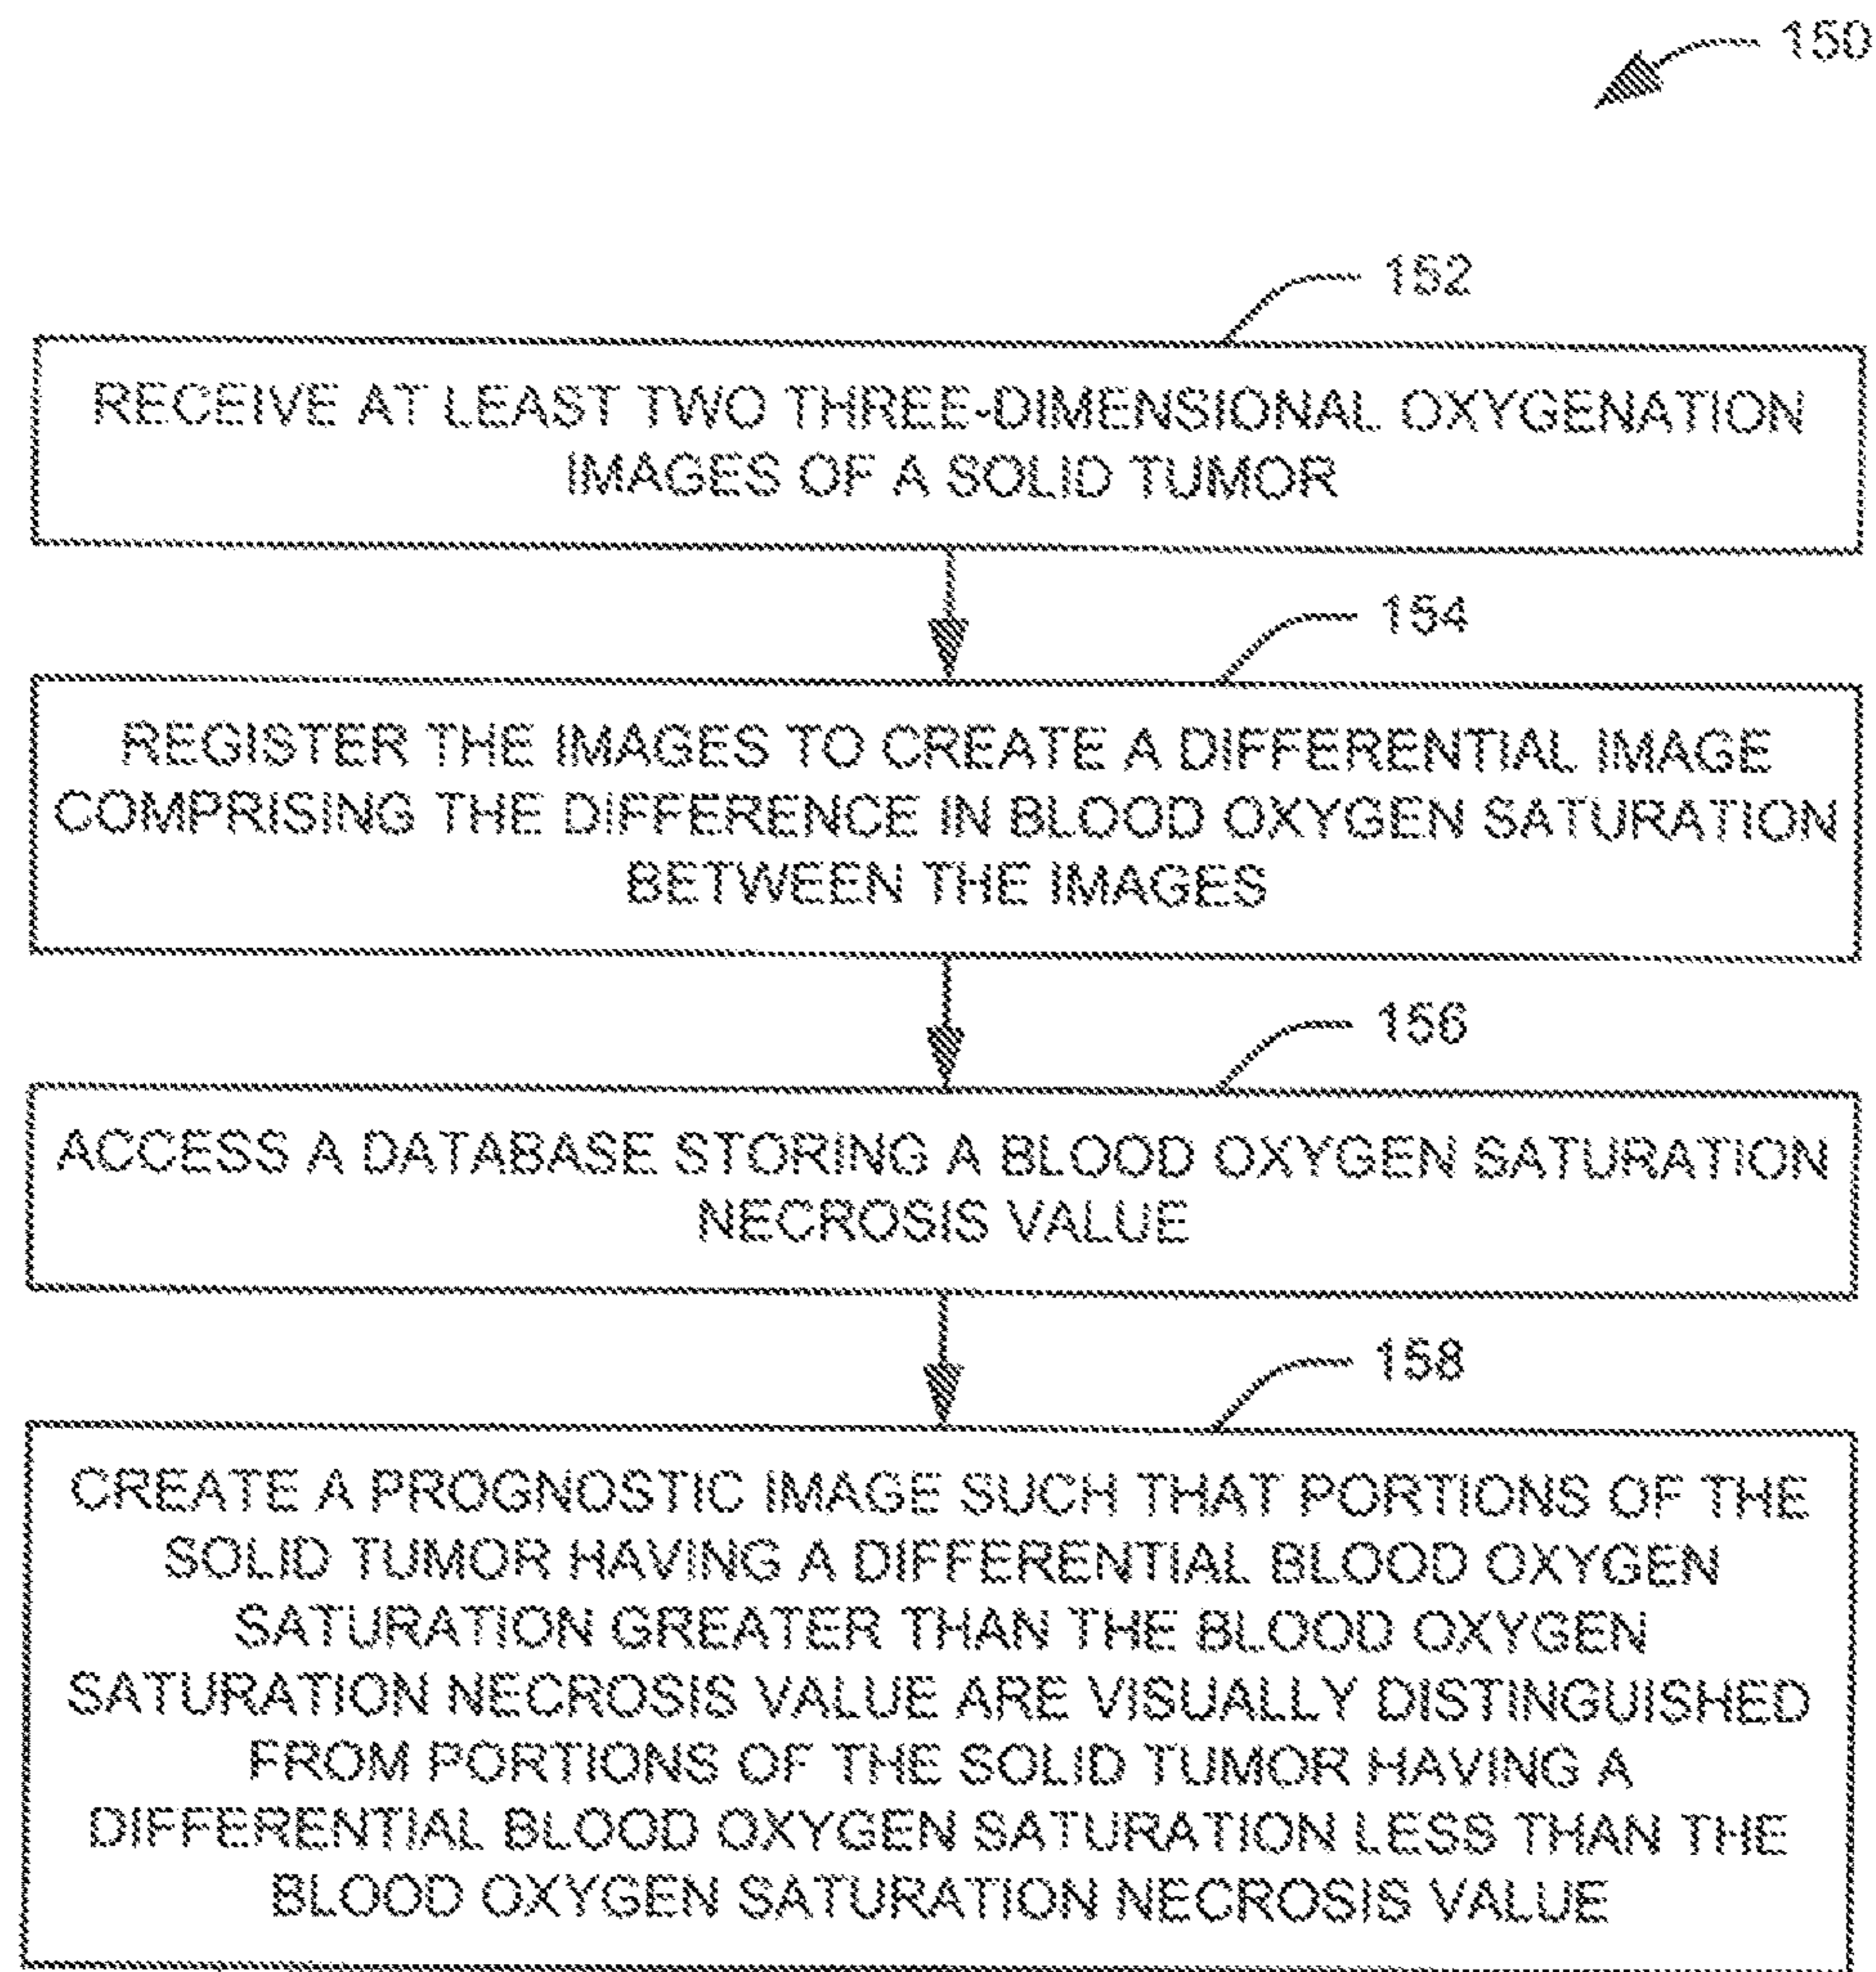 150
152
RECEIVE AT LEAST TWO THREE-DIMENSIONAL OXYGENATION
IMAGES OF A SOLID TUMOR
154
REGISTER THE IMAGES TO CREATE A DIFFERENTIAL IMAGE
COMPRISING THE DIFFERENCE IN BLOOD OXYGEN SATURATION
BETWEEN THE IMAGES
156
ACCESS A DATABASE STORING A BLOOD OXYGEN SATURATION
NECROSIS VALUE
158
CREATE A PROGNOSTIC IMAGE SUCH THAT PORTIONS OF THE
SOLID TUMOR HAVING A DIFFERENTIAL BLOOD OXYGEN
SATURATION GREATER THAN THE BLOOD OXYGEN
SATURATION NECROSIS VALUE ARE VISUALLY DISTINGUISHED
FROM PORTIONS OF THE SOLID TUMOR HAVING A
DIFFERENTIAL BLOOD OXYGEN SATURATION LESS THAN THE
BLOOD OXYGEN SATURATION NECROSIS VALUE